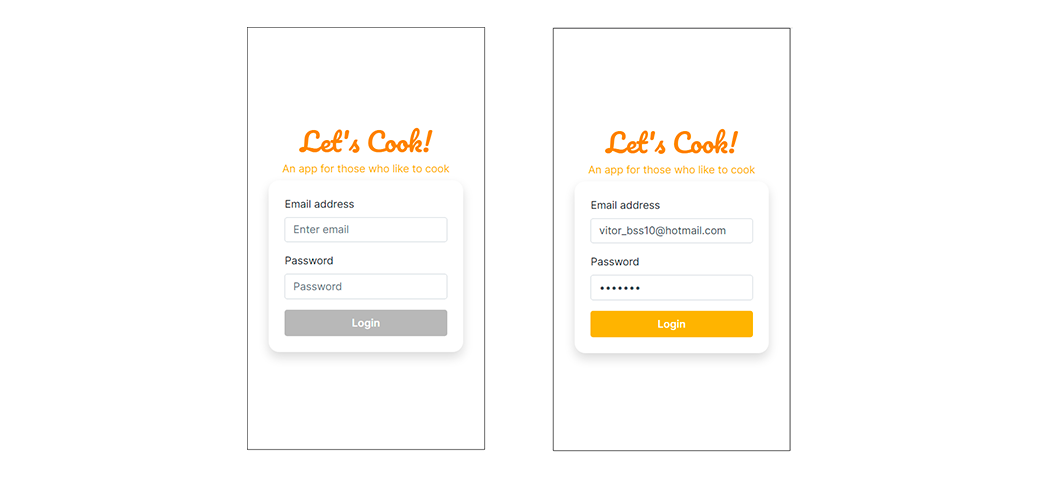 Let's Cook!
An app for those who like to cook
Email address
Enter email
Password
Password
Login
Let's Cook!
An app for those who like to cook
Email address
vitor_bss10@hotmail.com
Password
•••••••
Login